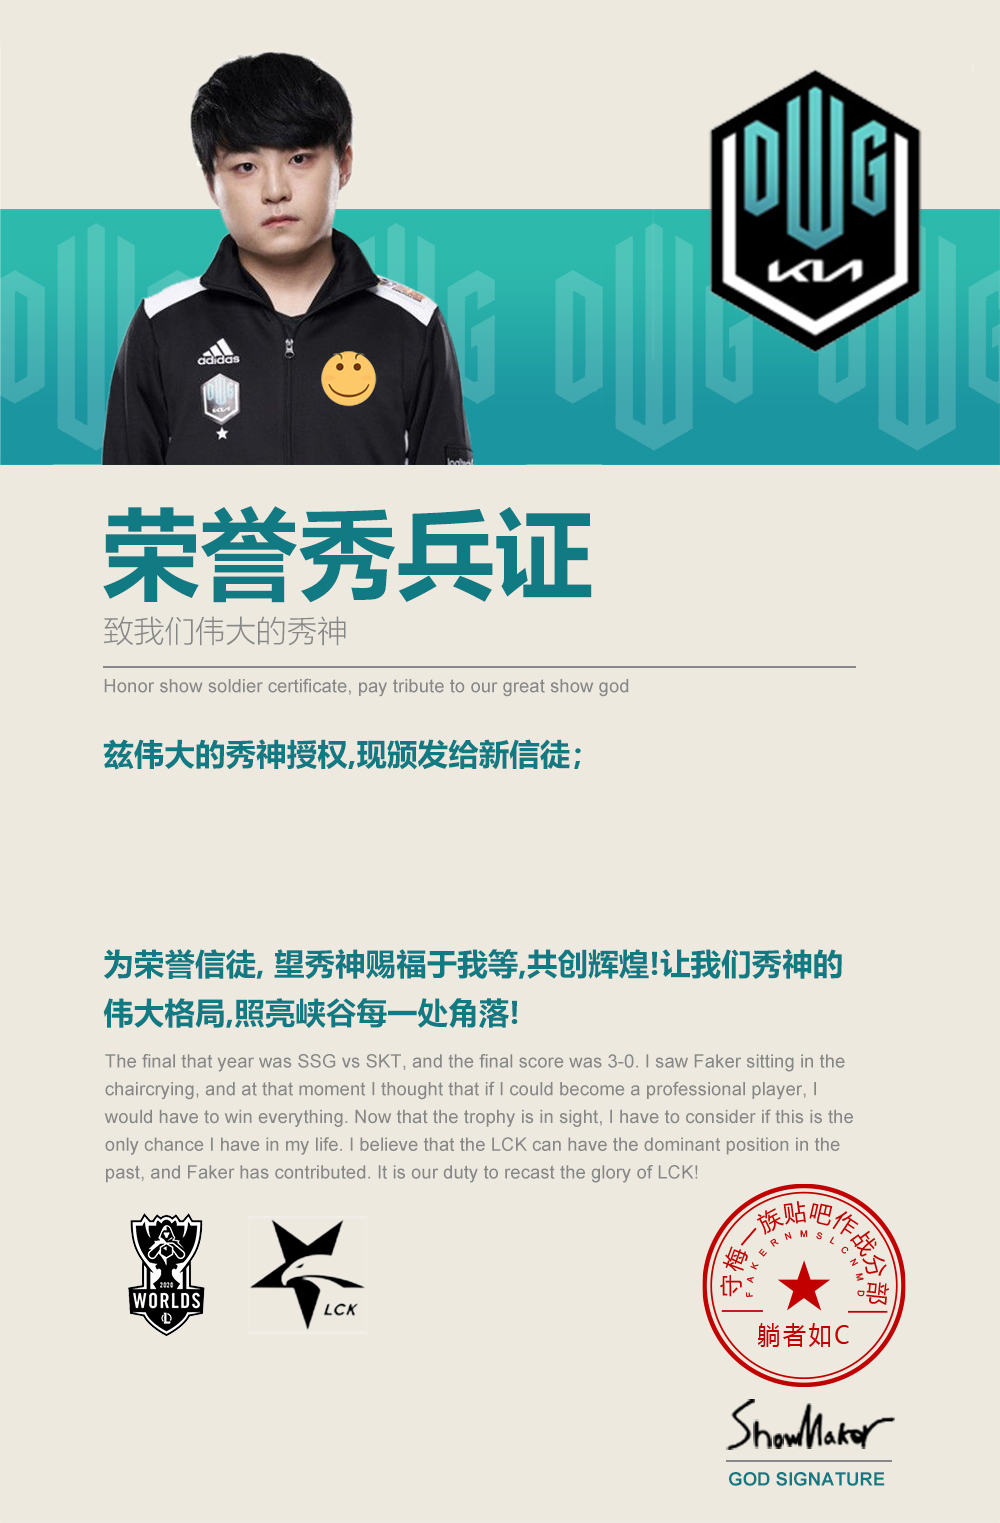 DWG
KIA
adidas
DWG
KIA
荣誉秀兵证
致我们伟大的秀神
Honor show soldier certificate, pay tribute to our great show god
兹伟大的秀神授权,现颁发给新信徒;
为荣誉信徒, 望秀神赐福于我等,共创辉煌!让我们秀神的
伟大格局,照亮峡谷每一处角落!
The final that year was SSG vs SKT, and the final score was 3-0. I saw Faker sitting in the
chaircrying, and at that moment I thought that if I could become a professional player, I
would have to win everything. Now that the trophy is in sight, I have to consider if this is the
only chance I have in my life. I believe that the LCK can have the dominant position in the
past, and Faker has contributed. It is our duty to recast the glory of LCK!
2020
WORLDS
LCK
守梅一族贴吧作战分部
FAKERNMSLCNMD
躺者如C
ShowMaker
GOD SIGNATURE